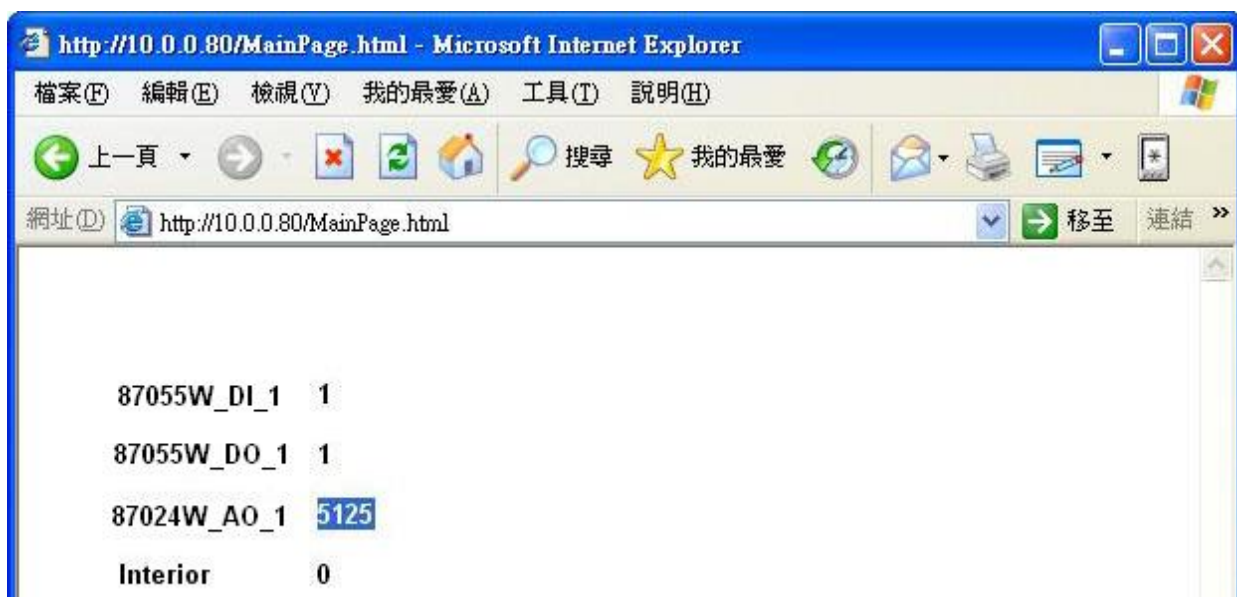 http://10.0.0.80/MainPage.html - Microsoft Internet Explorer
檔案(F) 編輯(E) 檢視(V) 我的最愛(A) 工具(T) 說明(H)
上一頁 搜尋 我的最愛
網址(D) http://10.0.0.80/MainPage.html 移至 連結 »
87055W_DI_1 1
87055W_DO_1 1
87024W_AO_1 5125
Interior 0